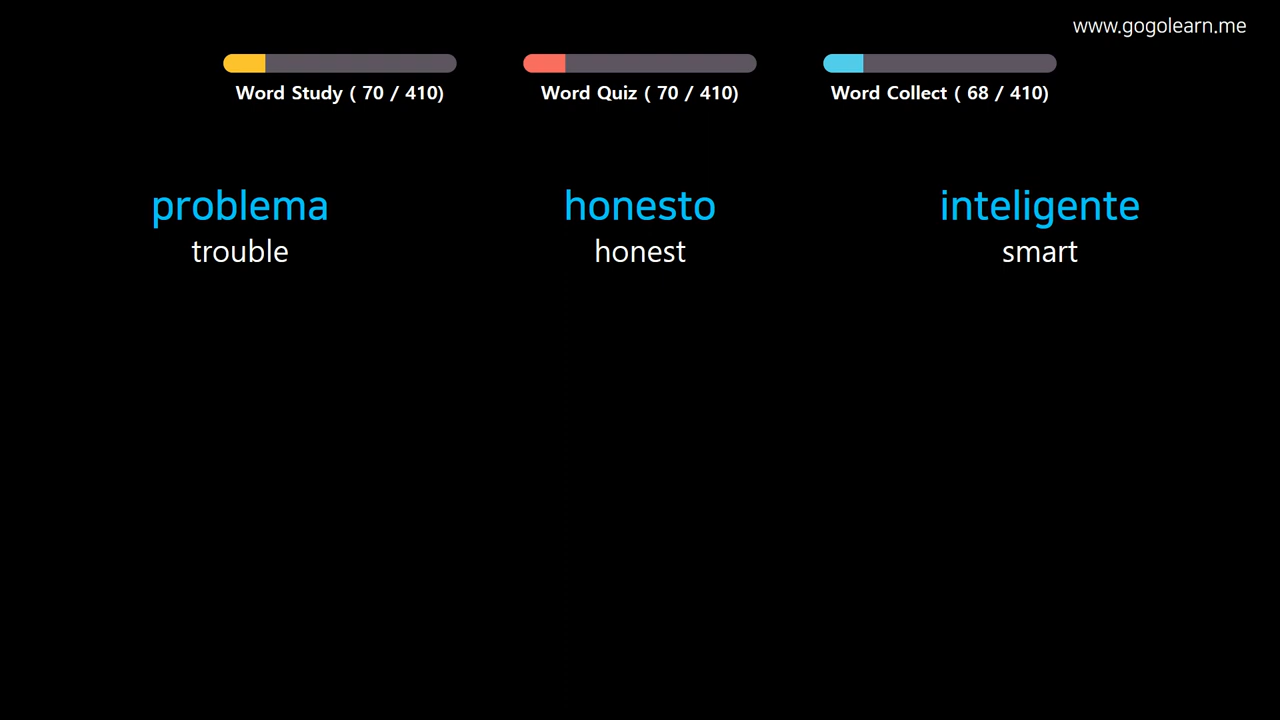 www.gogolearn.me
Word Study ( 70 / 410)
Word Quiz ( 70 / 410)
Word Collect ( 68 / 410)
problema
trouble
honesto
honest
inteligente
smart